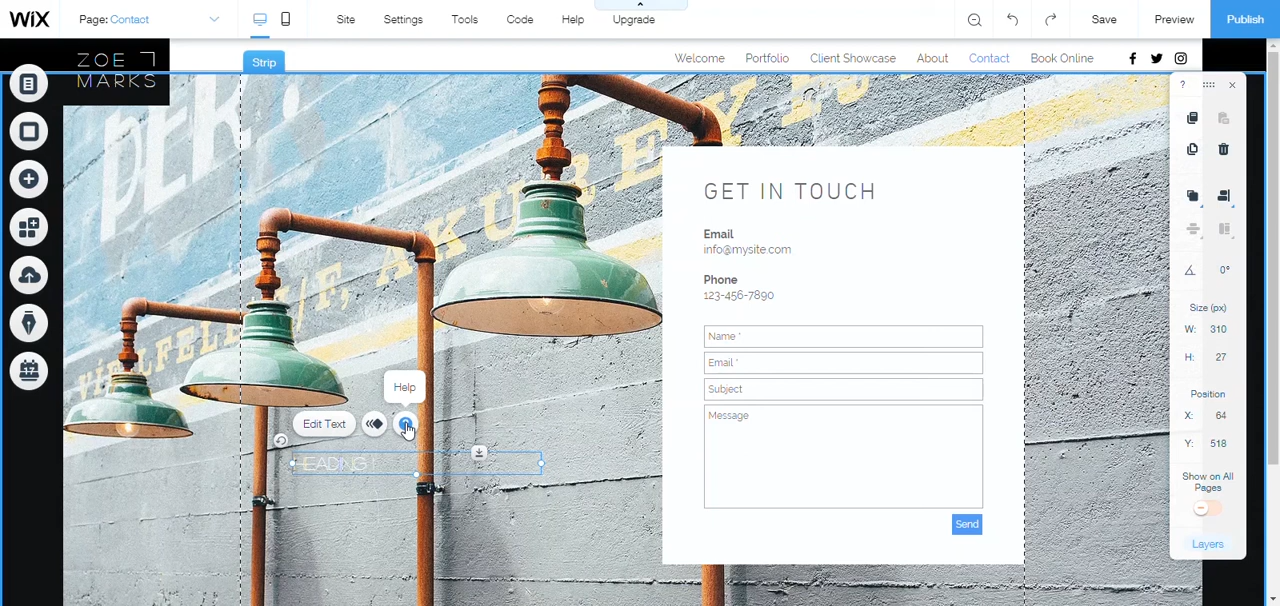 WiX
Page: Contact
Site
Settings
Tools
Code
Help
Upgrade
Save
Preview
Publish
ZOE
MARKS
Strip
Welcome
Portfolio
Client Showcase
About
Contact
Book Online
?
GET IN TOUCH
Email
info@mysite.com
Phone
123-456-7890
Name *
Email *
Subject
Message
Send
Help
Edit Text
EADING
17
0°
Size (px)
W: 310
H: 27
Position
X: 64
Y: 518
Show on All
Pages
Layers